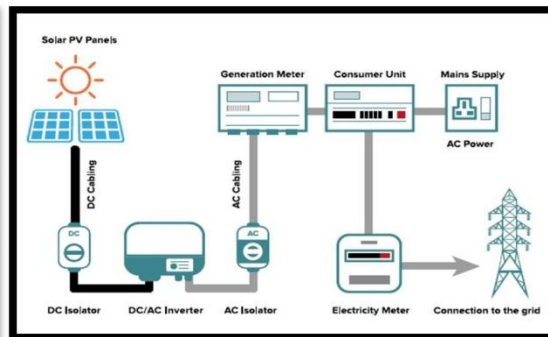 Solar PV Panels
Generation Meter
Consumer Unit
Mains Supply
AC Power
DC Cabling
AC Cabling
DC
AC
DC Isolator
DC/AC Inverter
AC Isolator
Electricity Meter
Connection to the grid